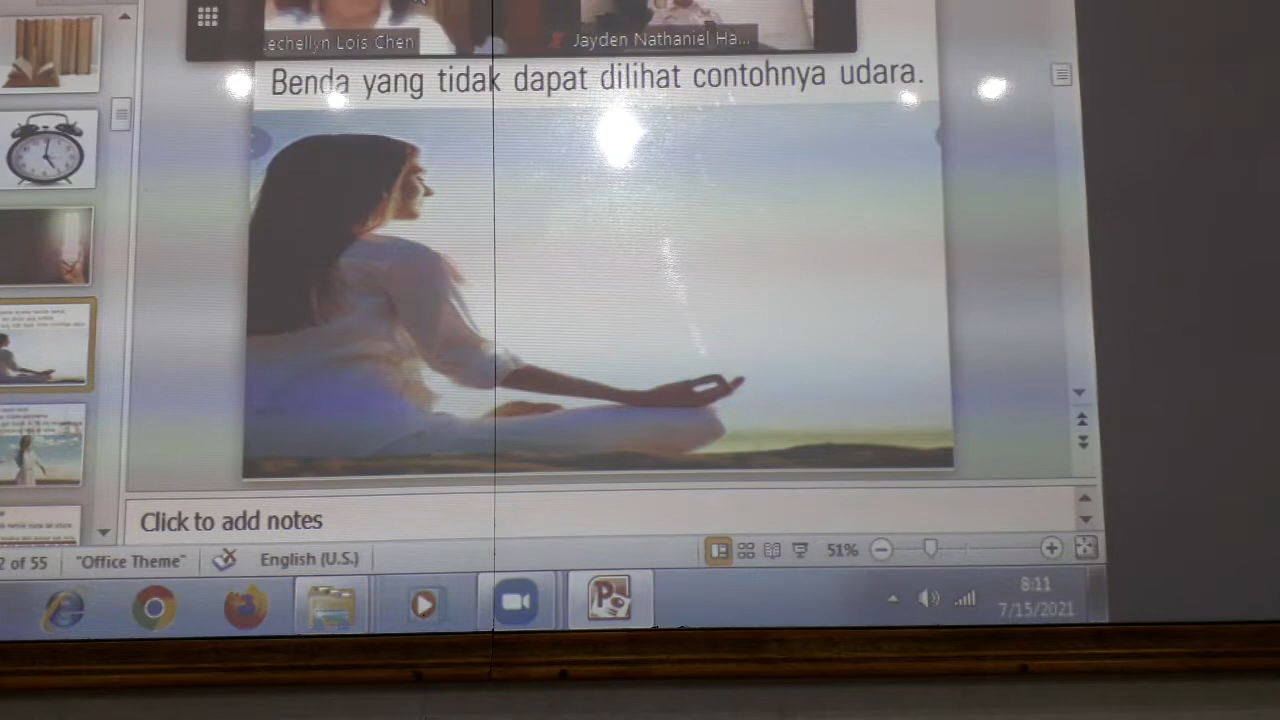 echellyn Lois Chen
Jayden Nathaniel Ha...
Benda yang tidak dapat dilihat contohnya udara.
Click to add notes
2 of 55
"Office Theme"
English (U.S.)
51%
8:11
7/15/2021